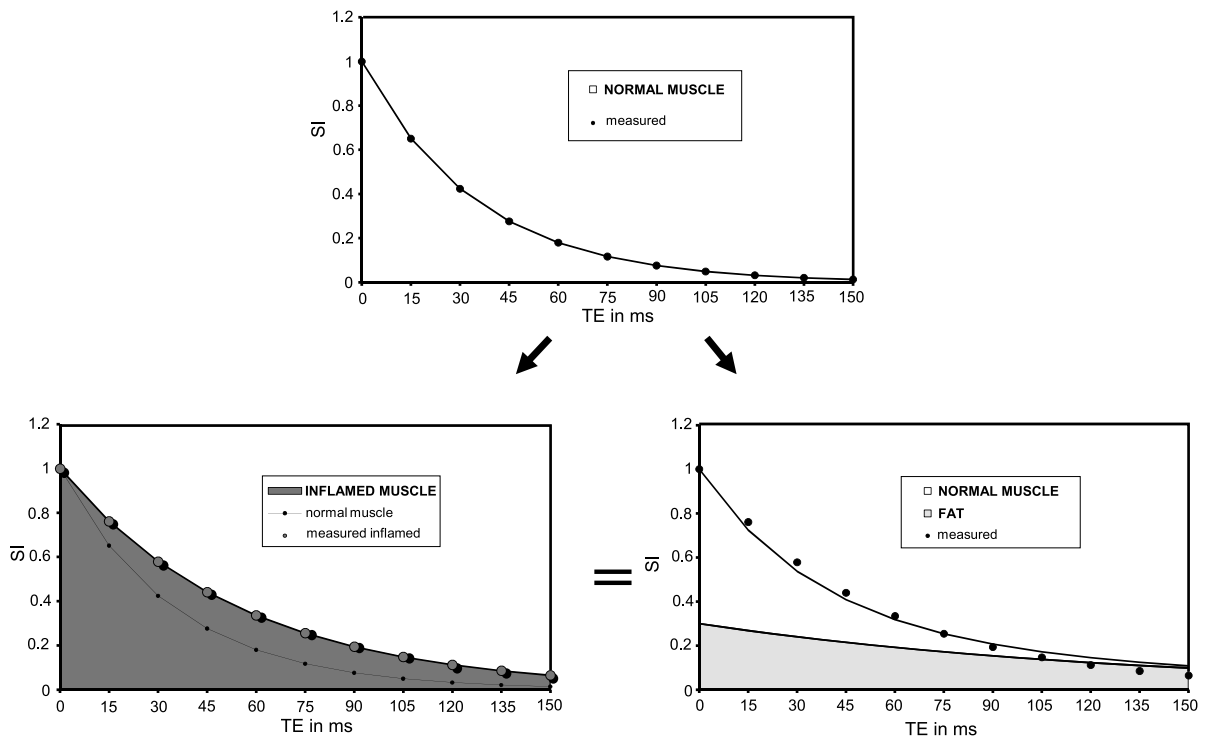 1.2
1
0.8
0.6
0.4
0.2
0
SI
NORMAL MUSCLE
measured
0 15 30 45 60 75 90 105 120 135 150
TE in ms
1.2
1
0.8
0.6
0.4
0.2
0
SI
INFLAMED MUSCLE
normal muscle
measured inflamed
0 15 30 45 60 75 90 105 120 135 150
TE in ms
=
1.2
1
0.8
0.6
0.4
0.2
0
SI
NORMAL MUSCLE
FAT
measured
0 15 30 45 60 75 90 105 120 135 150
TE in ms